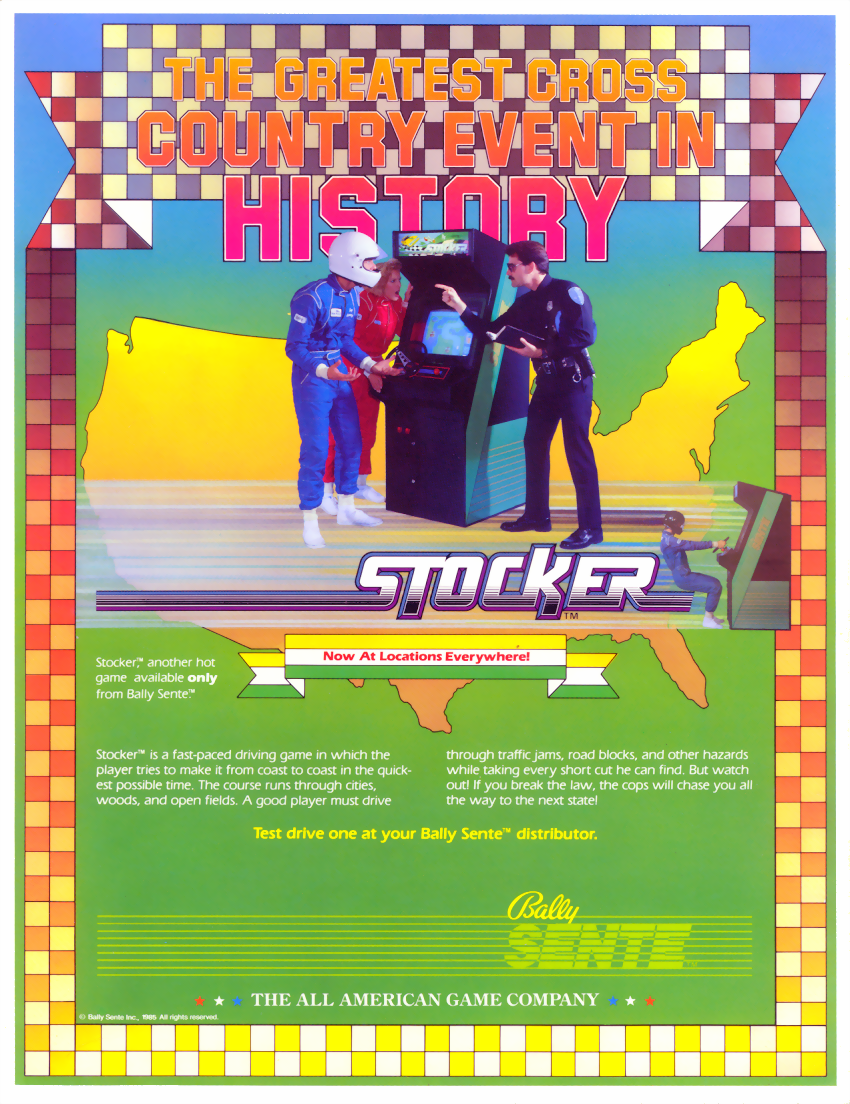 THE GREATEST CROSS
COUNTRY EVENT IN
HISTORY
STOCKER
STOCKER
TM
Now At Locations Everywhere!
Stocker,™ another hot
game available only
from Bally Sente.™
Stocker™ is a fast-paced driving game in which the
player tries to make it from coast to coast in the quick-
est possible time. The course runs through cities,
woods, and open fields. A good player must drive
through traffic jams, road blocks, and other hazards
while taking every short cut he can find. But watch
out! If you break the law, the cops will chase you all
the way to the next state!
Test drive one at your Bally Sente™ distributor.
Bally
SENTE™
THE ALL AMERICAN GAME COMPANY
© Bally Sente Inc., 1985 All rights reserved.